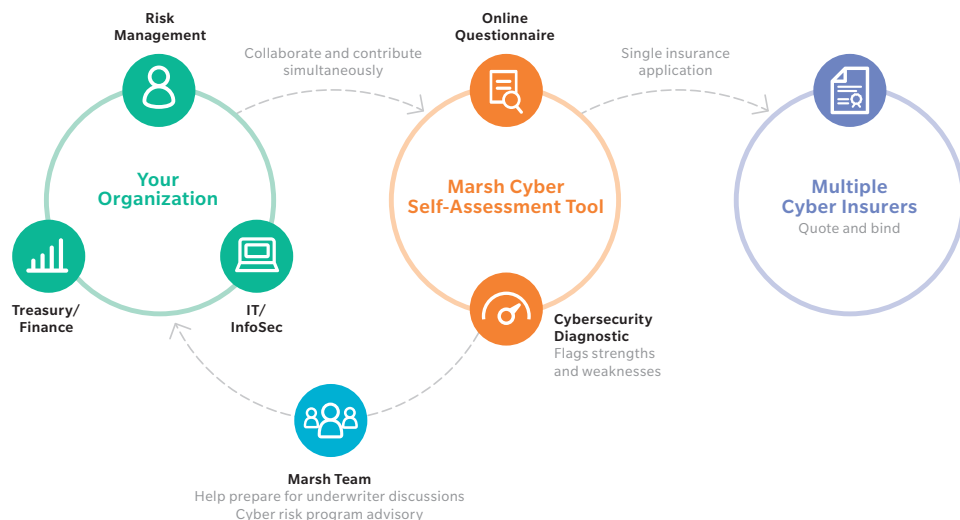 Risk
Management
Collaborate and contribute
simultaneously
Online
Questionnaire
Single insurance
application
Your
Organization
Marsh Cyber
Self-Assessment Tool
Multiple
Cyber Insurers
Quote and bind
Treasury/
Finance
IT/
InfoSec
Cybersecurity
Diagnostic
Flags strengths
and weaknesses
Marsh Team
Help prepare for underwriter discussions
Cyber risk program advisory